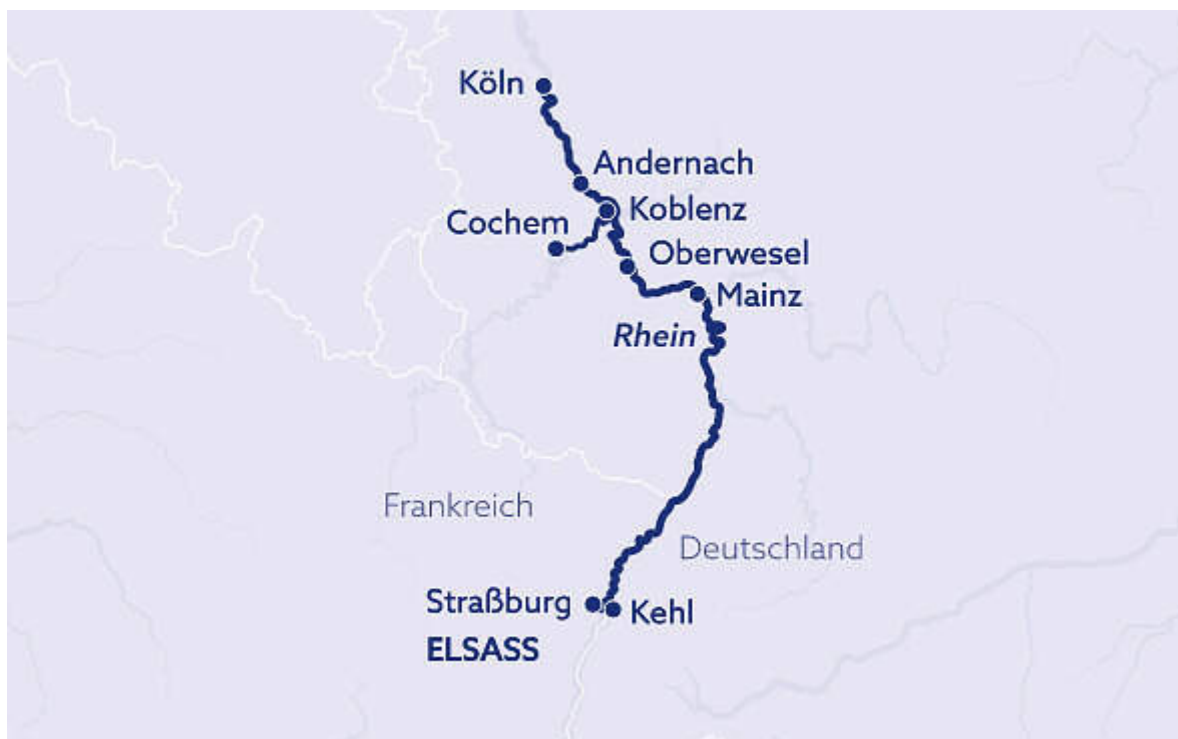 Köln
Andernach
Koblenz
Cochem
Oberwesel
Mainz
Rhein
Frankreich
Deutschland
Straßburg
Kehl
ELSASS